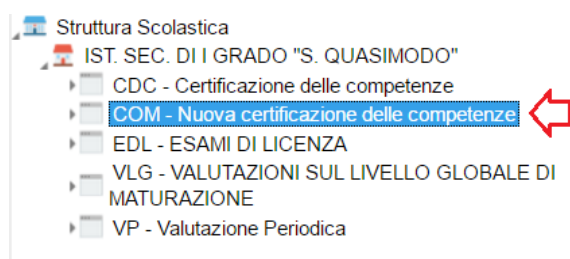 Struttura Scolastica
IST. SEC. DI I GRADO "S. QUASIMODO"
CDC - Certificazione delle competenze
COM - Nuova certificazione delle competenze
EDL - ESAMI DI LICENZA
VLG - VALUTAZIONI SUL LIVELLO GLOBALE DI
MATURAZIONE
VP - Valutazione Periodica